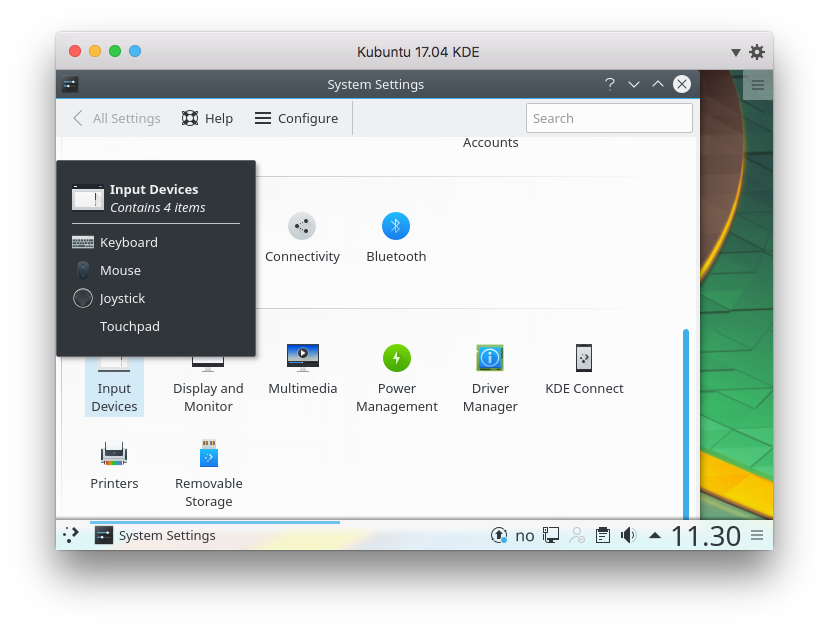 Kubuntu 17.04 KDE
System Settings
All Settings
Help
Configure
Search
Accounts
Input Devices
Contains 4 items
Keyboard
Mouse
Joystick
Touchpad
Connectivity
Bluetooth
Input
Devices
Display and
Monitor
Multimedia
Power
Management
Driver
Manager
KDE Connect
Printers
Removable
Storage
System Settings
no
11.30